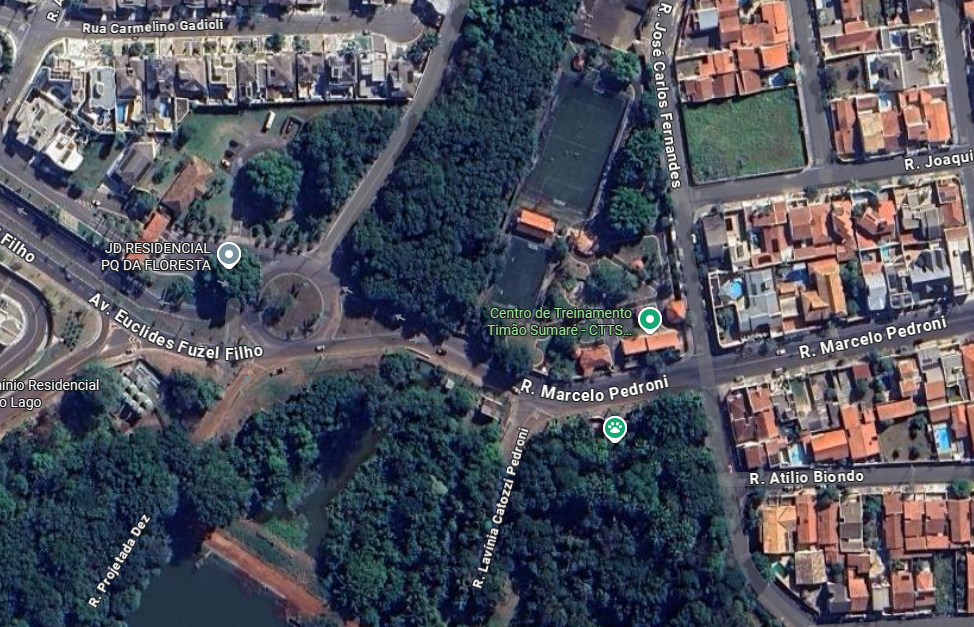 R. A
Rua Carmelino Gadioli
R. José Carlos Fernandes
R. Joaqui
Filho
JD RESIDENCIAL
PQ DA FLORESTA
Av. Euclides Fuzel Filho
Centro de Treinamento
Timão Sumaré - CTTS...
R. Marcelo Pedroni
R. Marcelo Pedroni
ínio Residencial
o Lago
R. Lavínia Catozzi Pedroni
R. Atílio Biondo
R. Projetada Dez